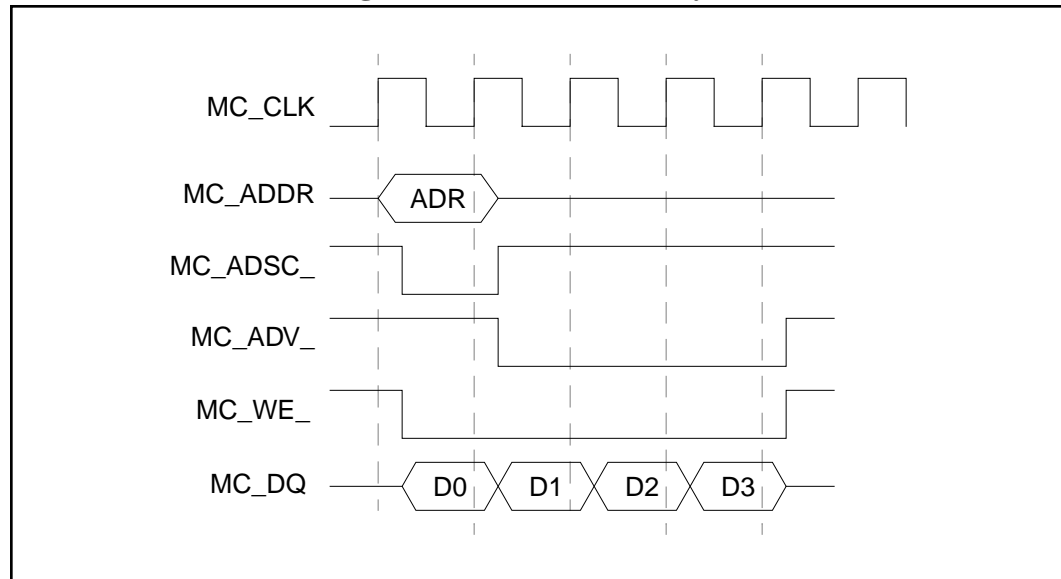 MC_CLK
MC_ADDR ADR
MC_ADSC_
MC_ADV_
MC_WE_
MC_DQ D0 D1 D2 D3